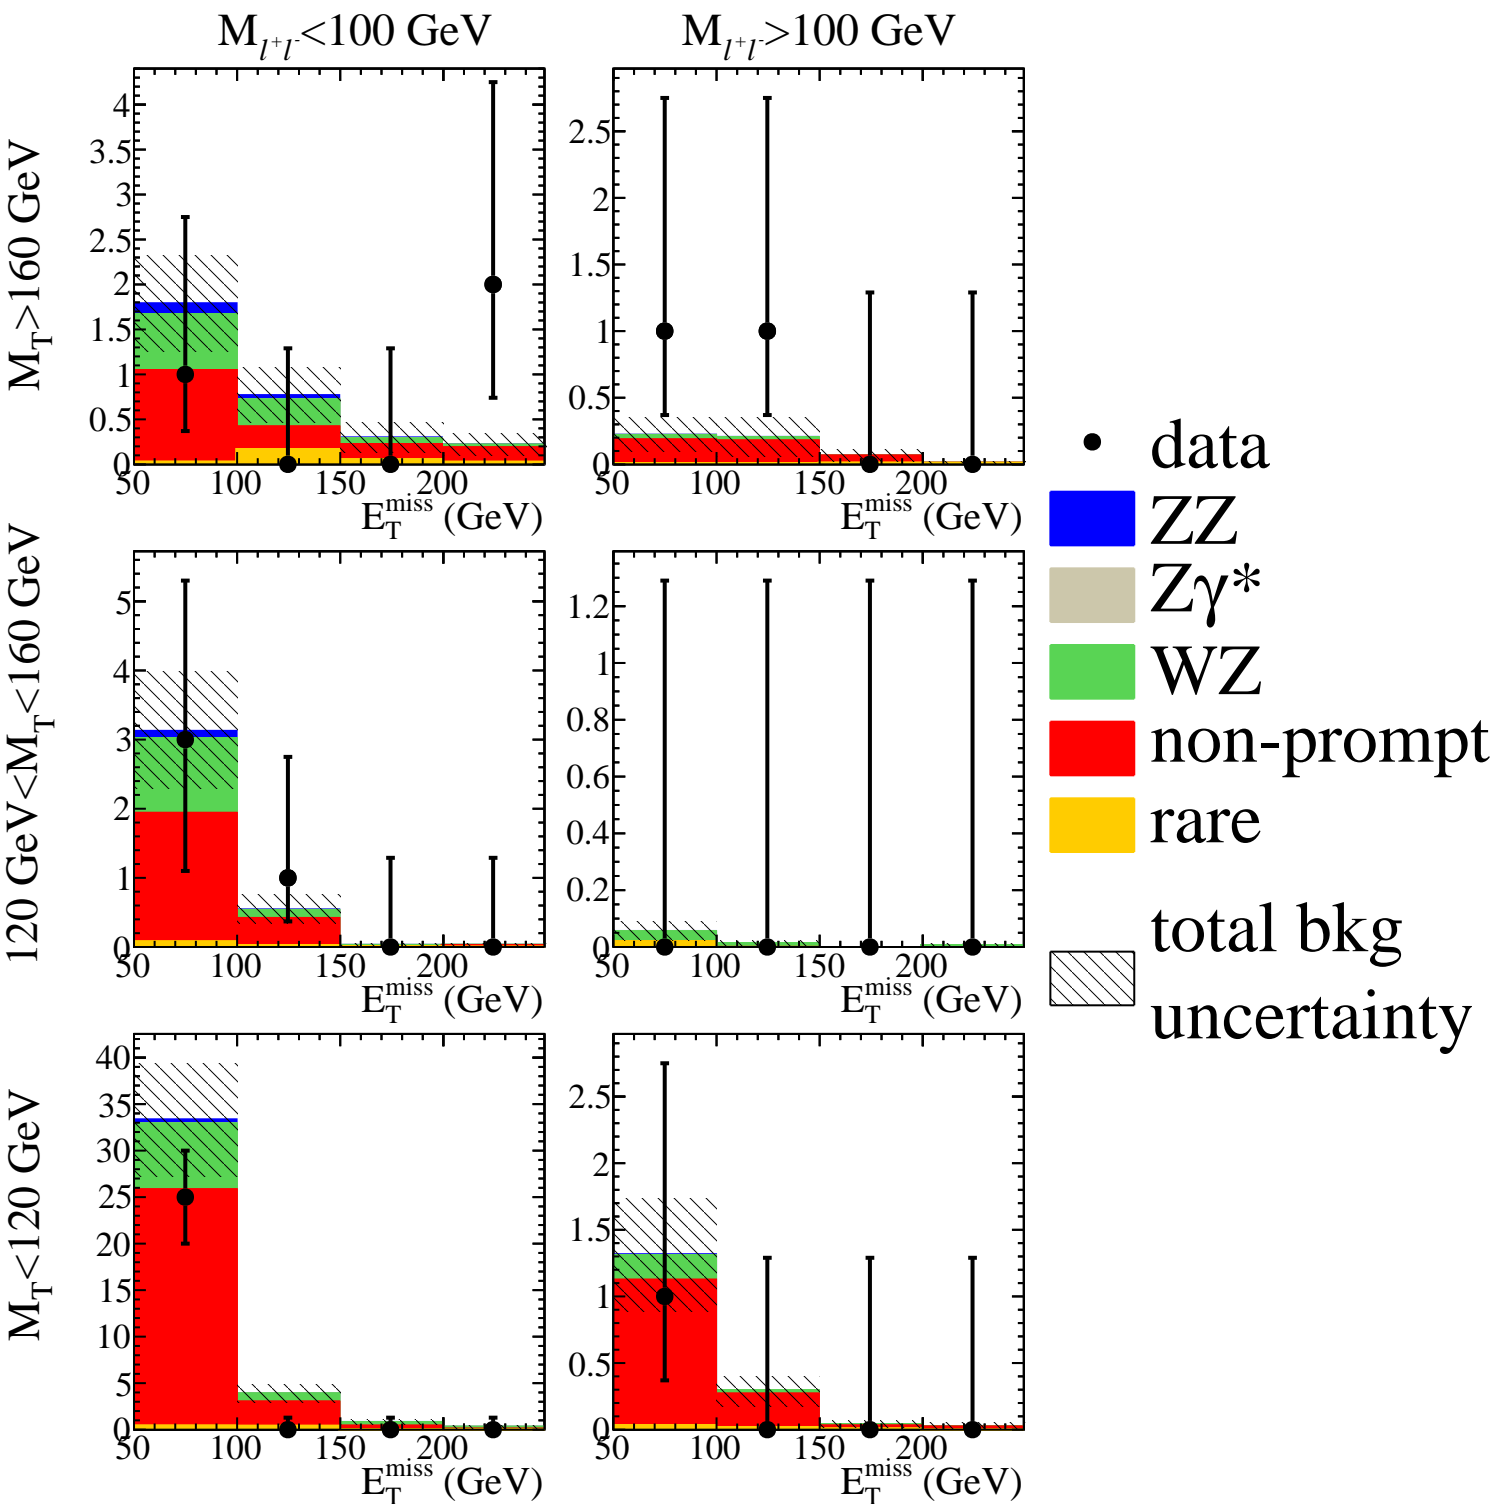 M_{l⁺l⁻}<100 GeV
M_{l⁺l⁻}>100 GeV
M_T>160 GeV
4
3.5
3
2.5
2
1.5
1
0.5
0
50 100 150 200
E_T^miss (GeV)
2.5
2
1.5
1
0.5
0
50 100 150 200
E_T^miss (GeV)
120 GeV<M_T<160 GeV
5
4
3
2
1
0
50 100 150 200
E_T^miss (GeV)
1.2
1
0.8
0.6
0.4
0.2
0
50 100 150 200
E_T^miss (GeV)
M_T<120 GeV
40
35
30
25
20
15
10
5
0
50 100 150 200
E_T^miss (GeV)
2.5
2
1.5
1
0.5
0
50 100 150 200
E_T^miss (GeV)
data
ZZ
Zγ*
WZ
non-prompt
rare
total bkg
uncertainty